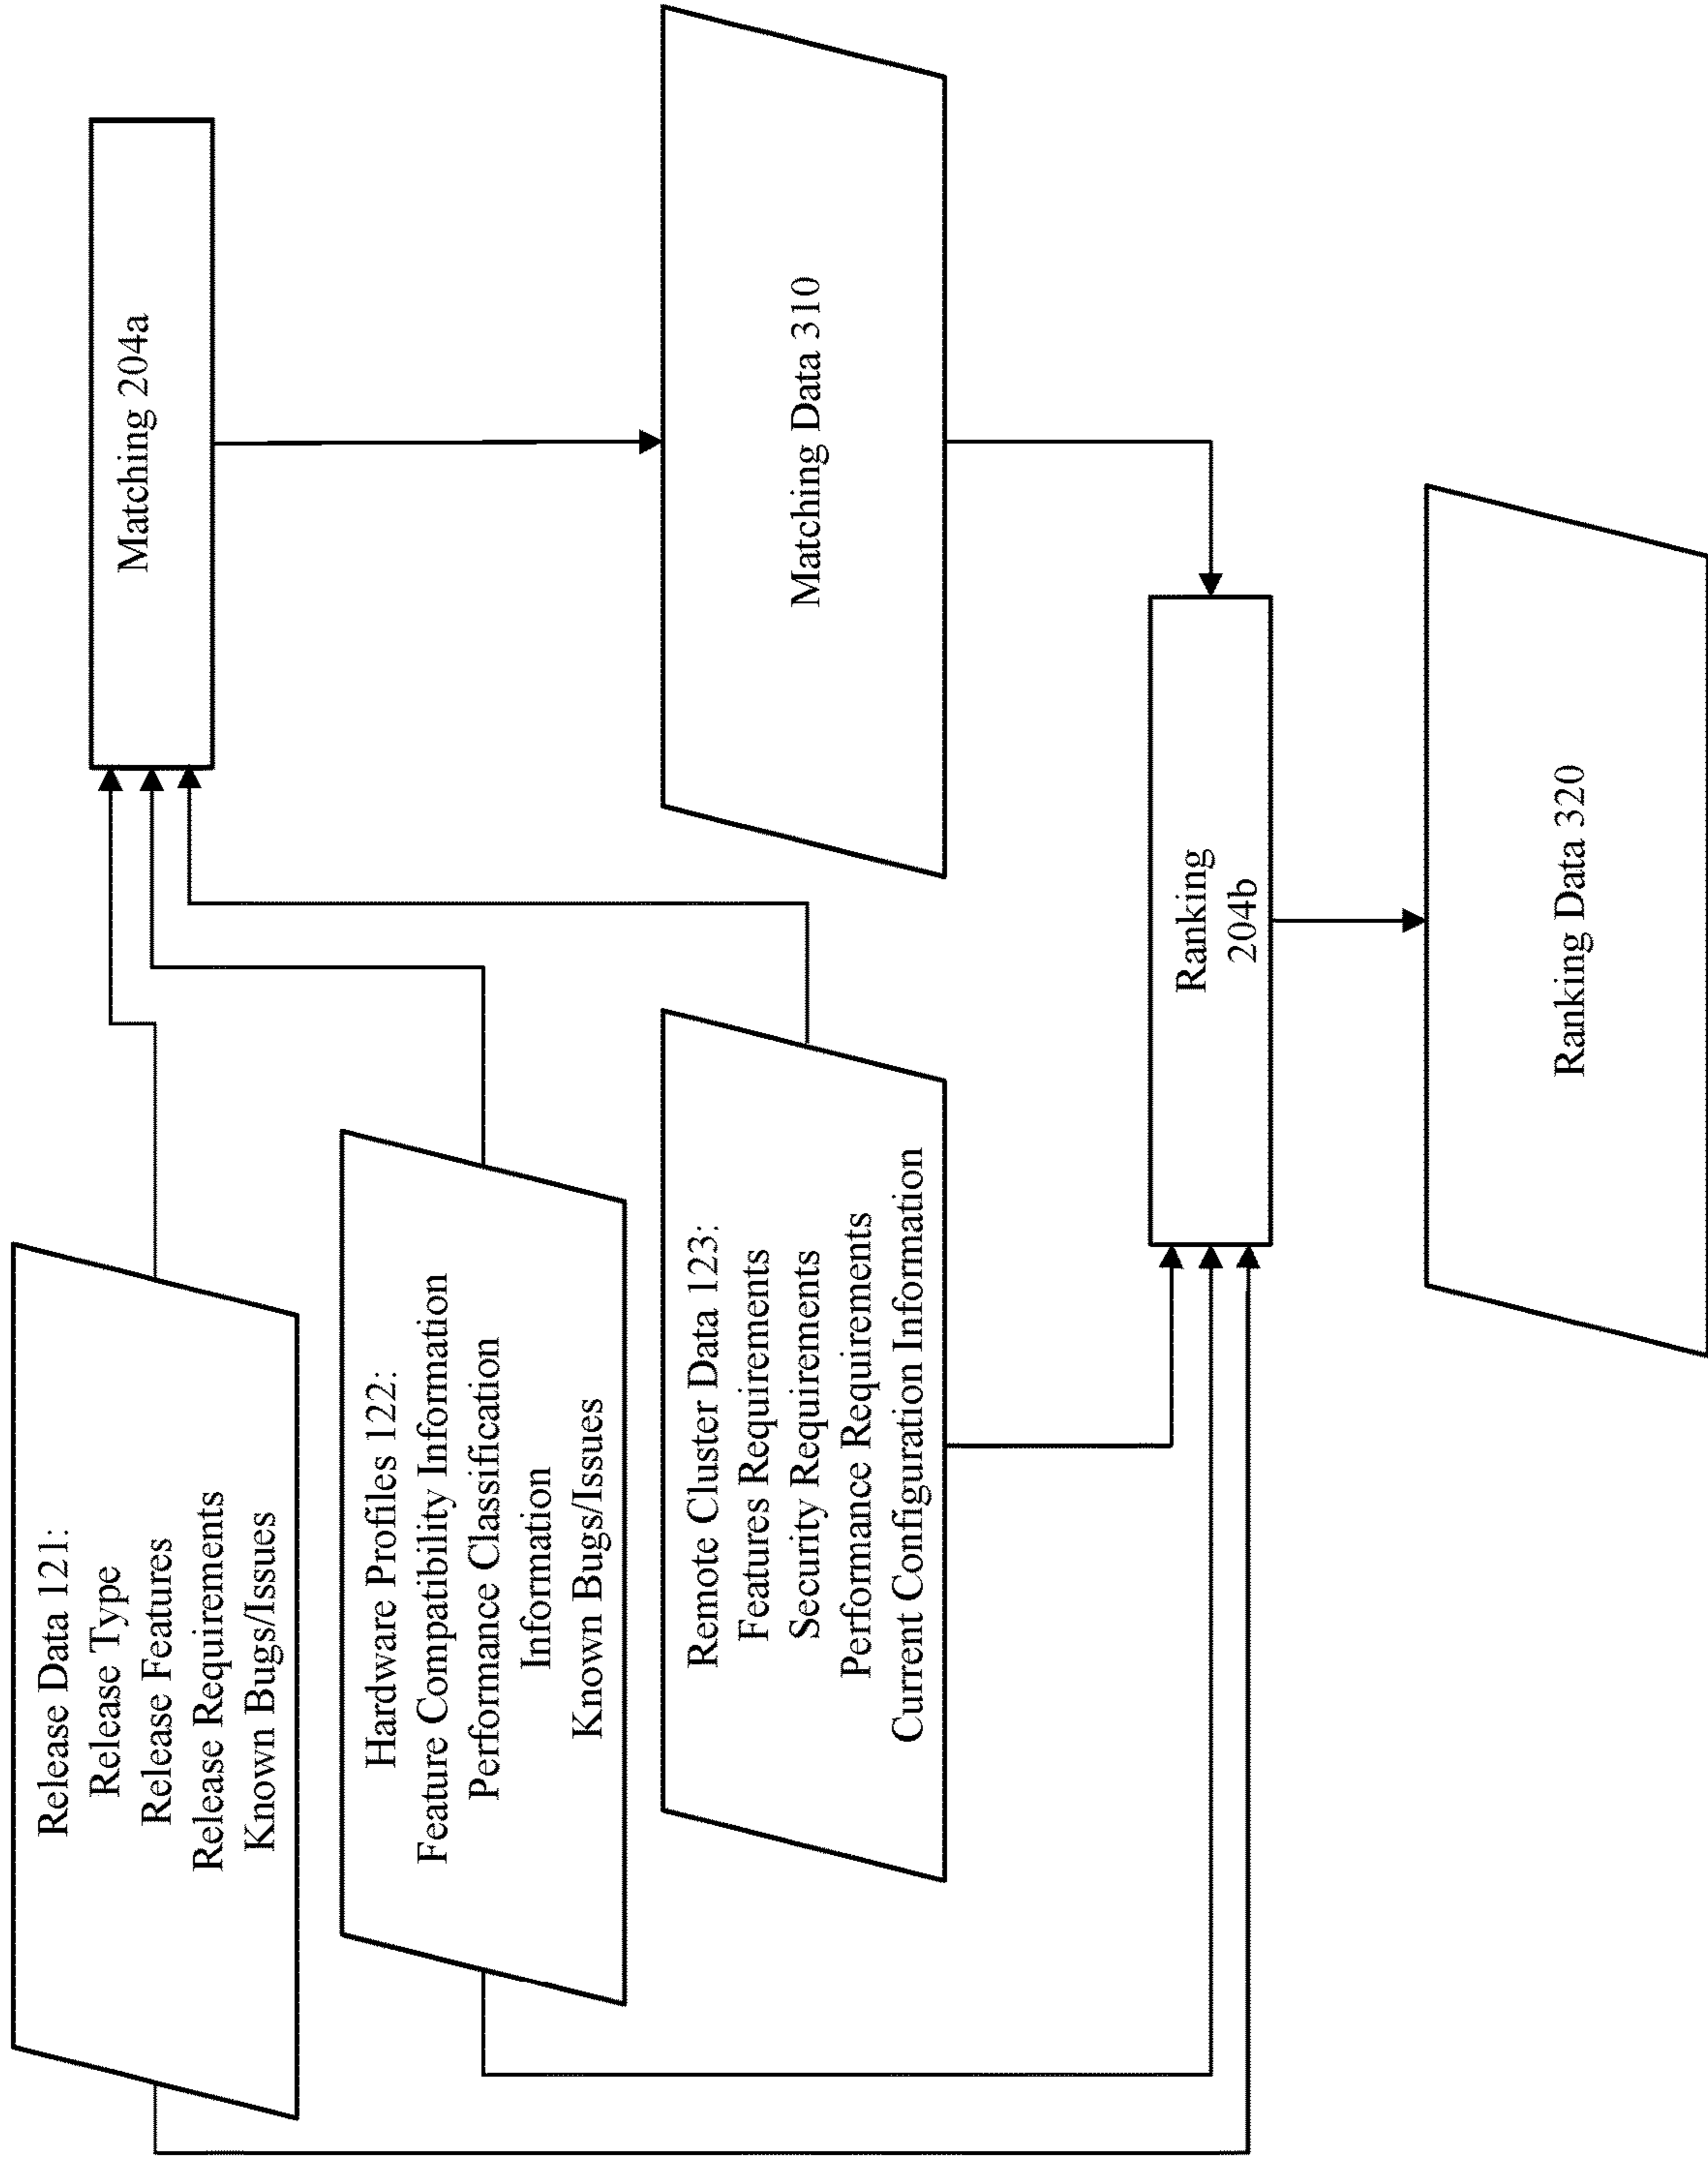 Release Data 121:
Release Type
Release Features
Release Requirements
Known Bugs/Issues
Hardware Profiles 122:
Feature Compatibility Information
Performance Classification
Information
Known Bugs/Issues
Remote Cluster Data 123:
Features Requirements
Security Requirements
Performance Requirements
Current Configuration Information
Matching 204a
Matching Data 310
Ranking
204b
Ranking Data 320